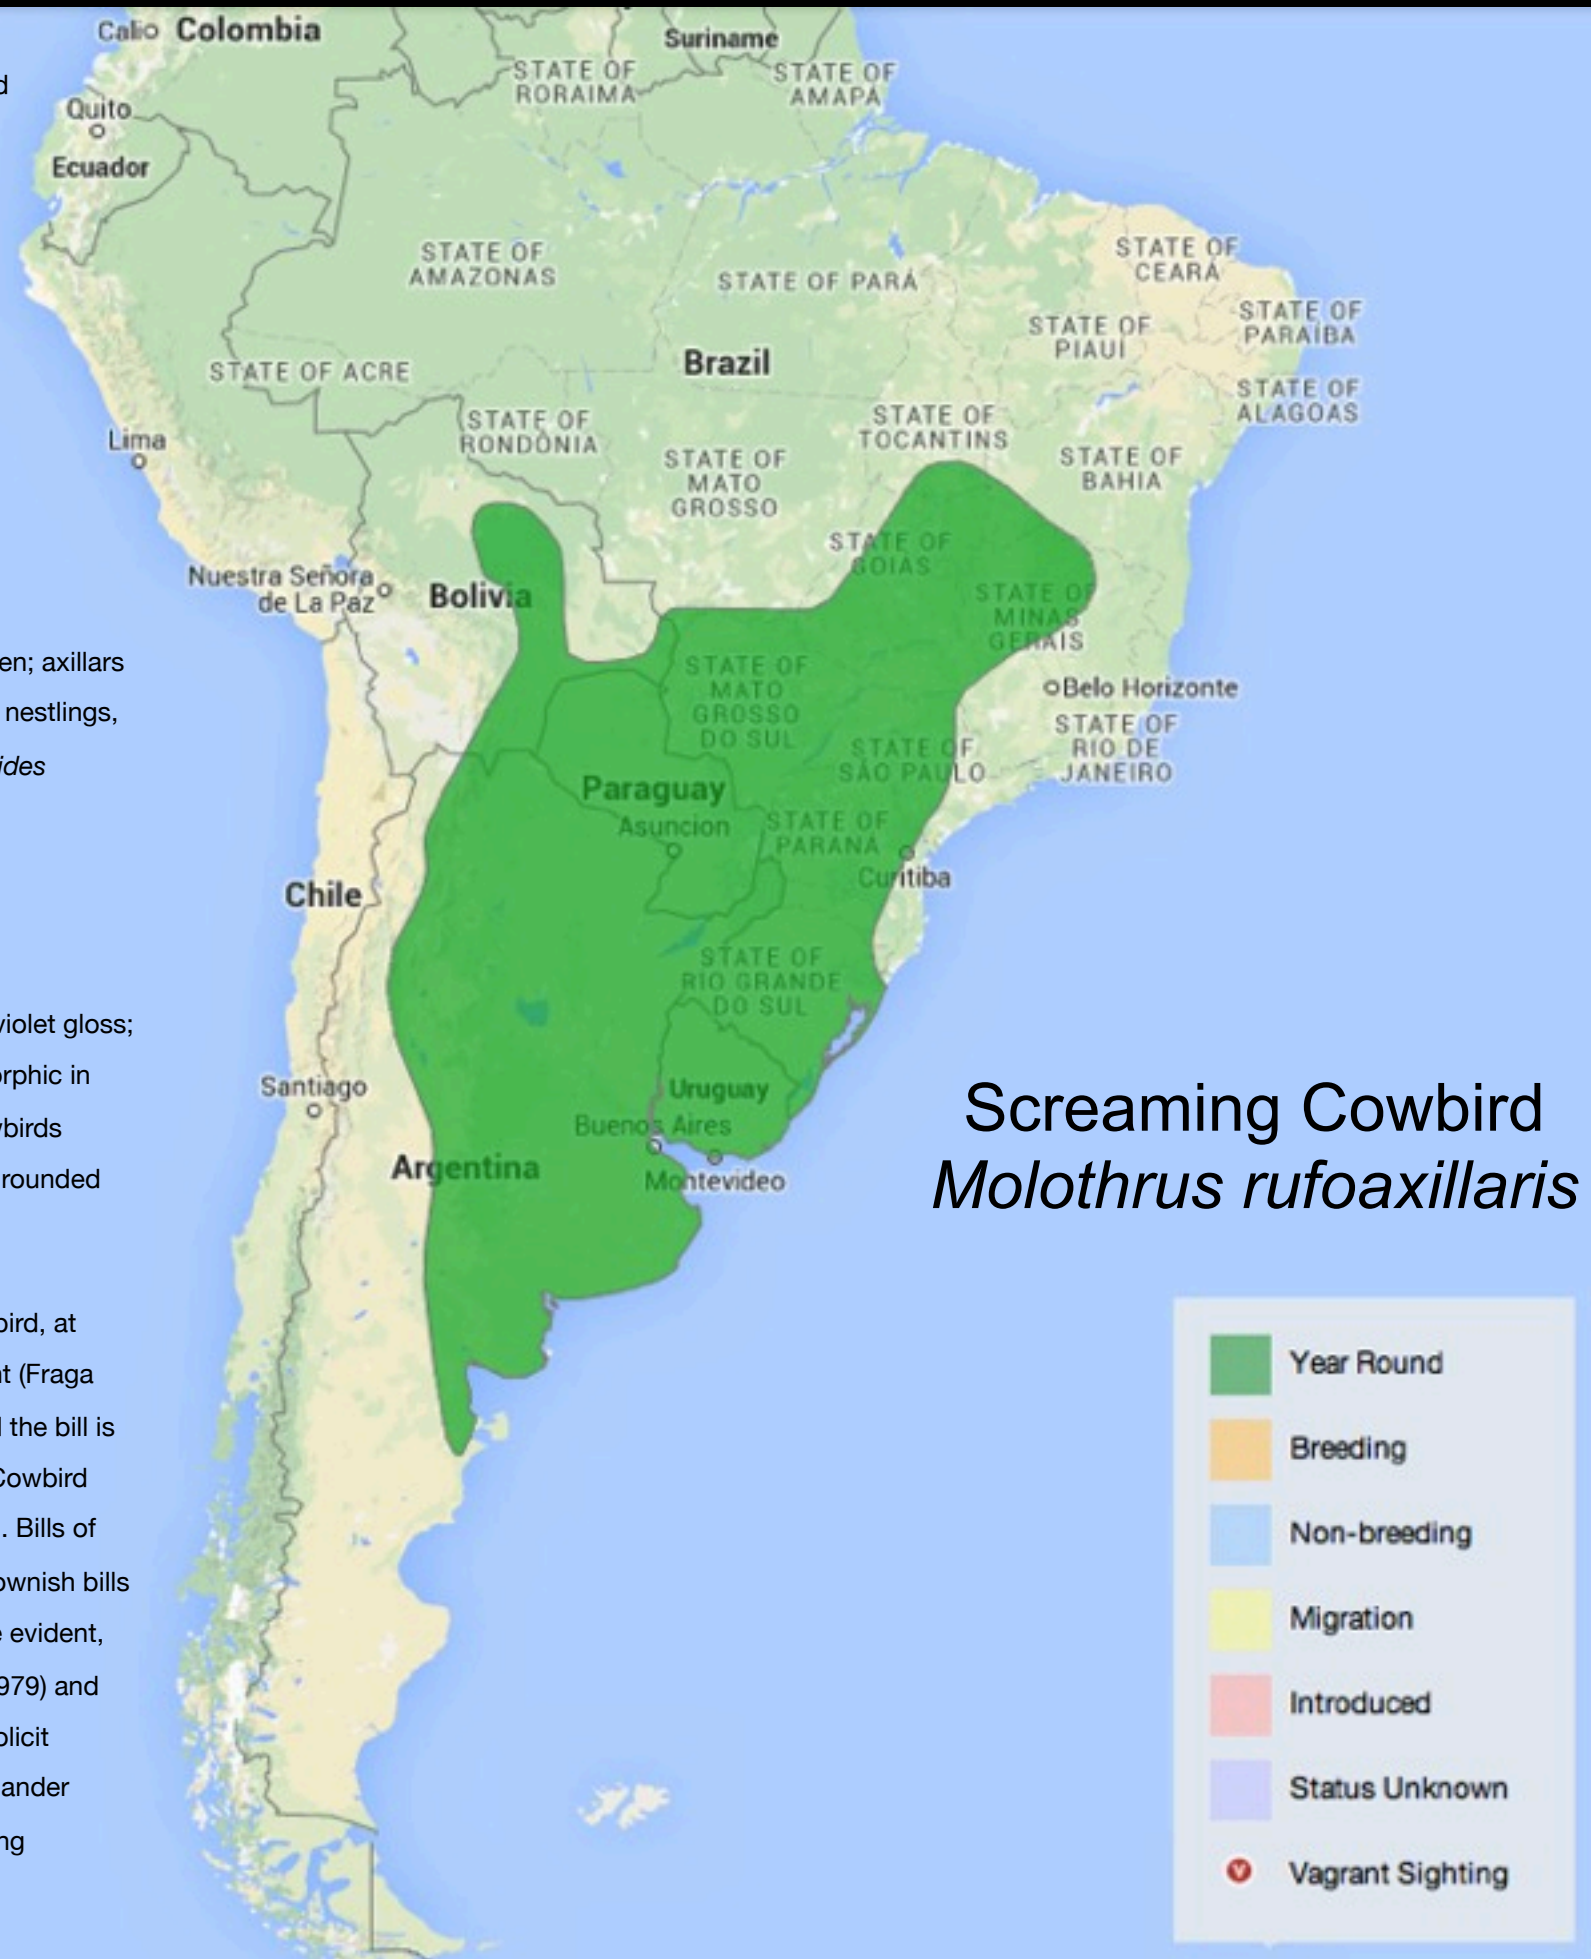 Calio
Colombia
Suriname
STATE OF
RORAIMA
STATE OF
AMAPÁ
Quito
Ecuador
STATE OF
AMAZONAS
STATE OF PARÁ
STATE OF
CEARÁ
STATE OF
PARAÍBA
STATE OF
PIAUÍ
Brazil
STATE OF ACRE
STATE OF
ALAGOAS
STATE OF
TOCANTINS
STATE OF
RONDÔNIA
Lima
STATE OF
MATO
GROSSO
STATE OF
BAHIA
STATE OF
GOIÁS
Nuestra Señora
de La Paz
Bolivia
STATE OF
MINAS
GERAIS
STATE OF
MATO
GROSSO
DO SUL
Belo Horizonte
STATE OF
RIO DE
JANEIRO
STATE OF
SÃO PAULO
Paraguay
Asuncion
STATE OF
PARANÁ
Curitiba
Chile
STATE OF
RIO GRANDE
DO SUL
Santiago
Uruguay
Buenos Aires
Argentina
Montevideo
en; axillars
nestlings,
ides
violet gloss;
orphic in
wbirds
rounded
bird, at
nt (Fraga
the bill is
Cowbird
. Bills of
ownish bills
e evident,
979) and
plicit
ander
ng
Screaming Cowbird
Molothrus rufoaxillaris
Year Round
Breeding
Non-breeding
Migration
Introduced
Status Unknown
V Vagrant Sighting